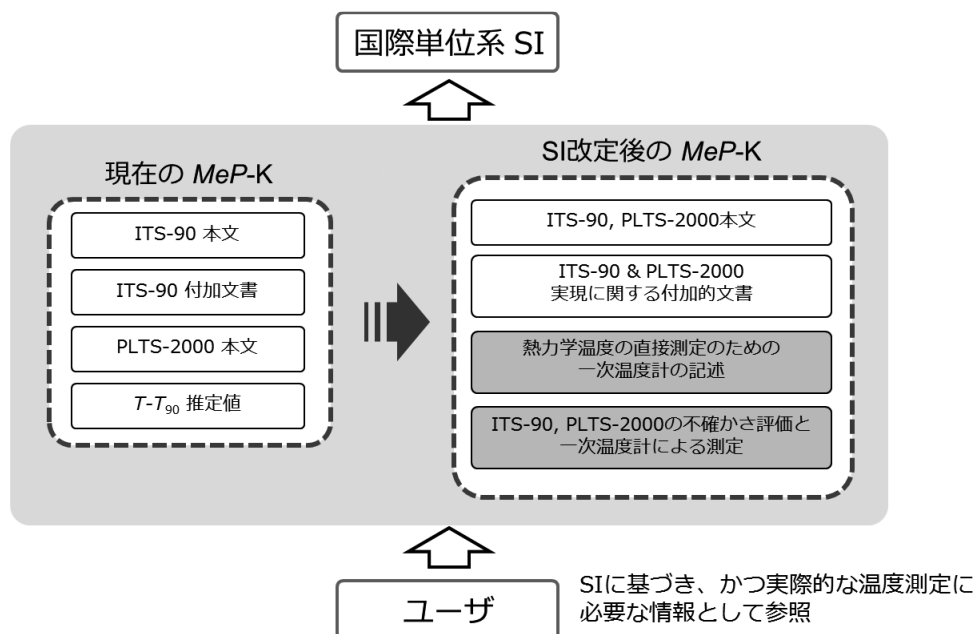 国際単位系 SI
現在の MeP-K
ITS-90 本文
ITS-90 付加文書
PLTS-2000 本文
T-T90 推定値
SI改定後の MeP-K
ITS-90, PLTS-2000本文
ITS-90 & PLTS-2000
実現に関する付加的文書
熱力学温度の直接測定のための
一次温度計の記述
ITS-90, PLTS-2000の不確かさ評価と
一次温度計による測定
ユーザ
SIに基づき、かつ実際的な温度測定に
必要な情報として参照